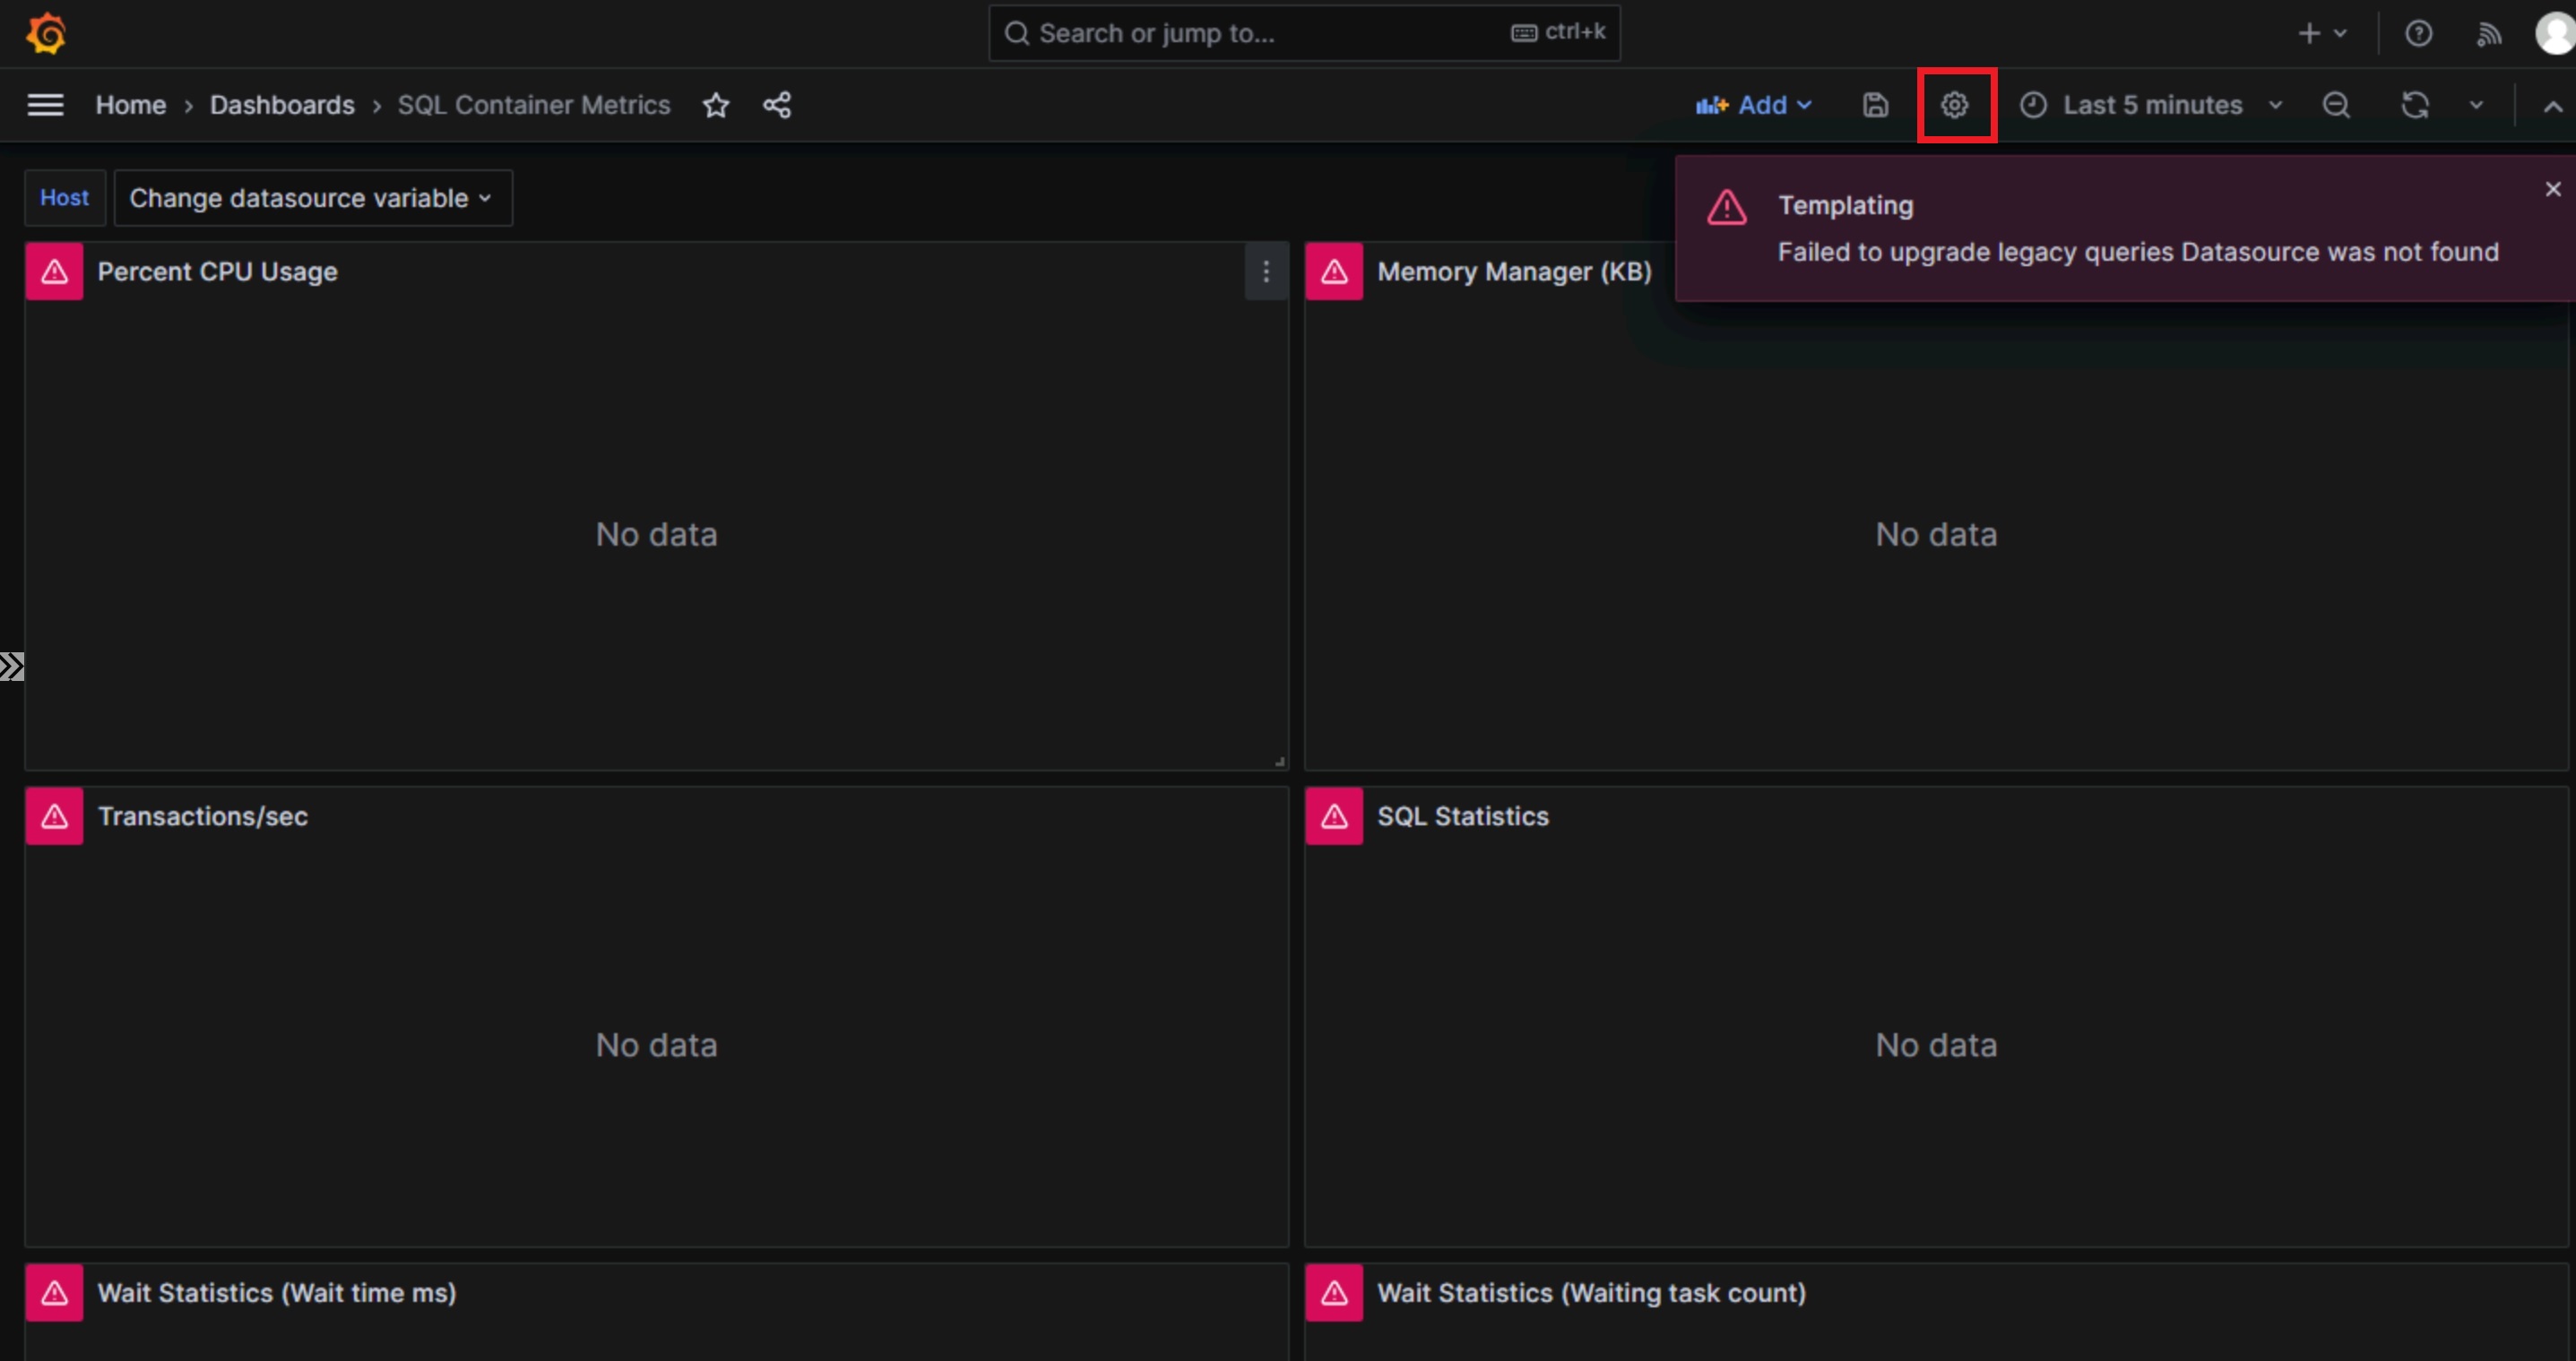 Search or jump to...
ctrl+k
Home › Dashboards › SQL Container Metrics
Add
Last 5 minutes
Host
Change datasource variable
Templating
Failed to upgrade legacy queries Datasource was not found
Percent CPU Usage
Memory Manager (KB)
No data
No data
Transactions/sec
SQL Statistics
No data
No data
Wait Statistics (Wait time ms)
Wait Statistics (Waiting task count)